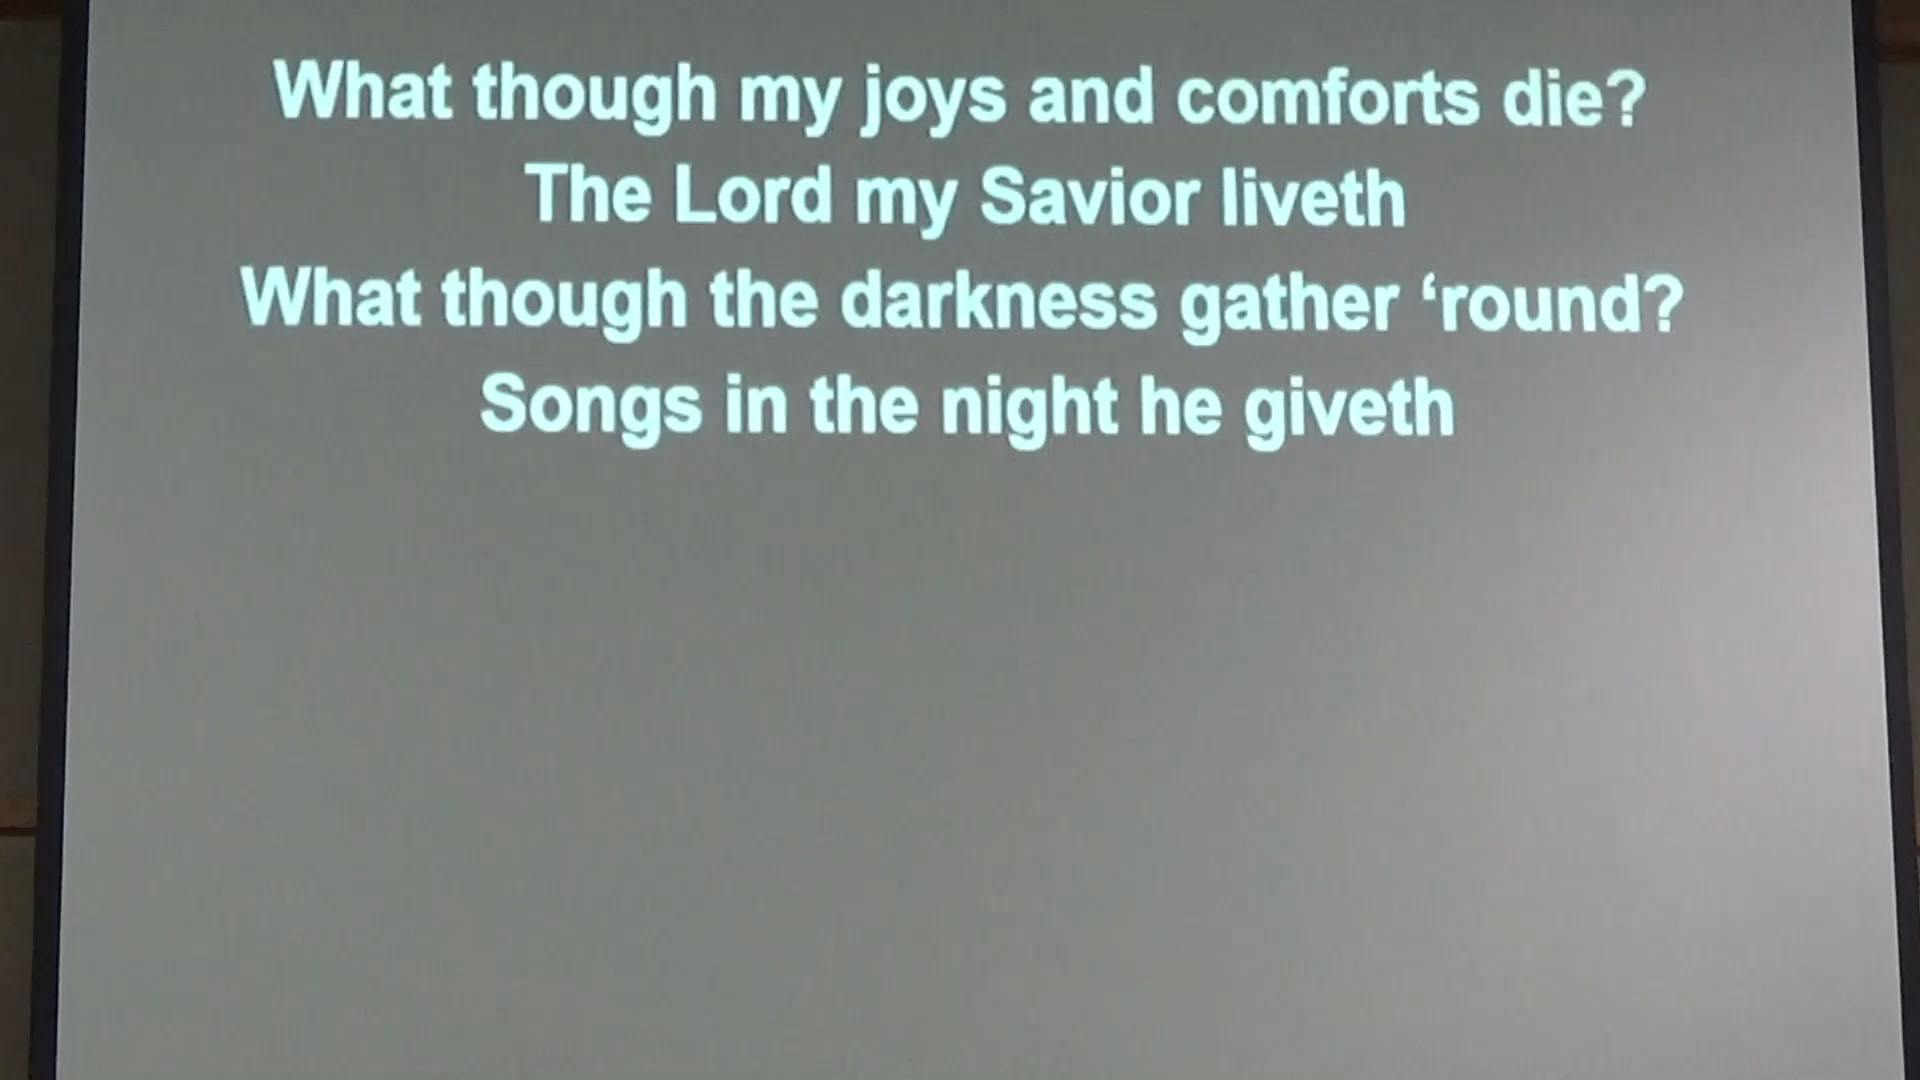 What though my joys and comforts die?
The Lord my Savior liveth
What though the darkness gather ‘round?
Songs in the night he giveth